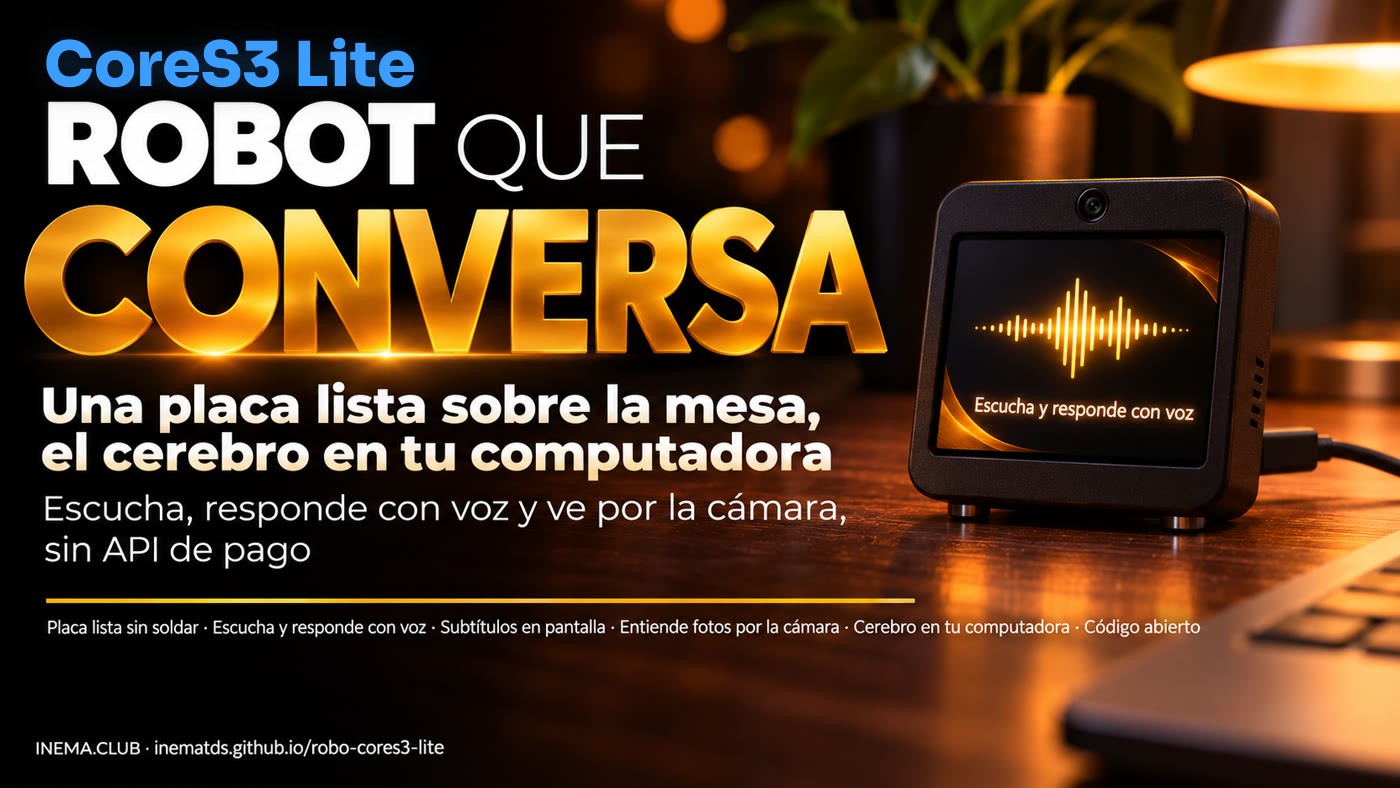 CoreS3 Lite
ROBOT QUE
CONVERSA
Una placa lista sobre la mesa,
el cerebro en tu computadora
Escucha, responde con voz y ve por la cámara,
sin API de pago
Placa lista sin soldar · Escucha y responde con voz · Subtítulos en pantalla · Entiende fotos por la cámara · Cerebro en tu computadora · Código abierto
INEMA.CLUB · inematds.github.io/robo-cores3-lite
Escucha y responde con voz